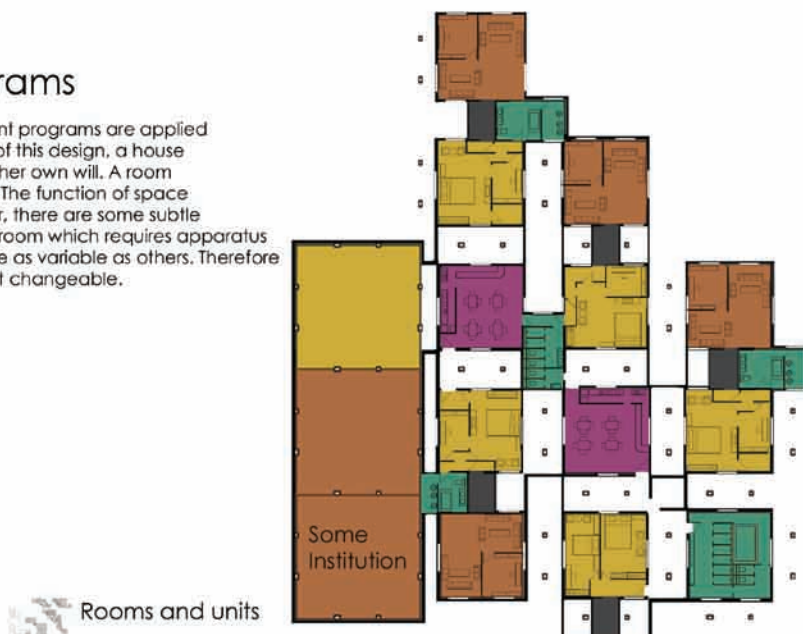 rams
nt programs are applied
of this design, a house
her own will. A room
The function of space
r, there are some subtle
room which requires apparatus
e as variable as others. Therefore
t changeable.
Some
Institution
Rooms and units